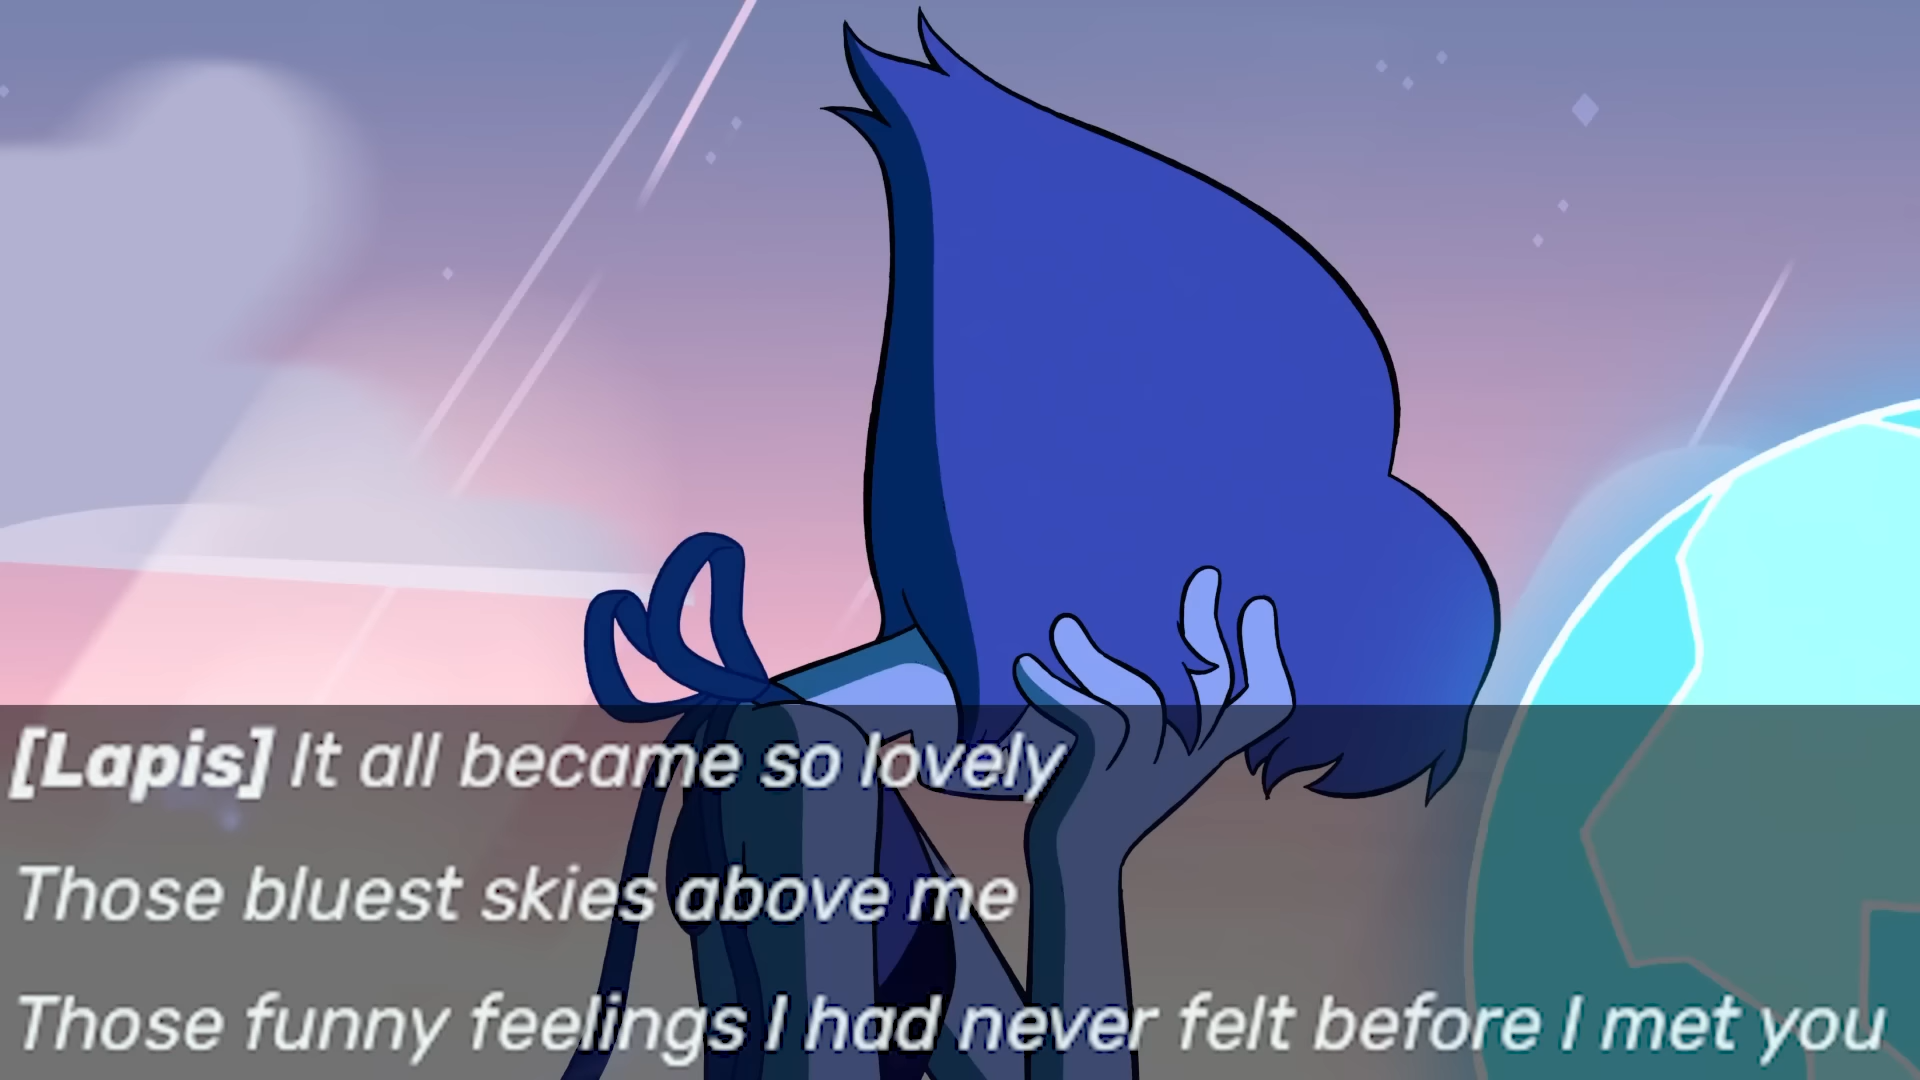 [Lapis] It all became so lovely
Those bluest skies above me
Those funny feelings I had never felt before I met you